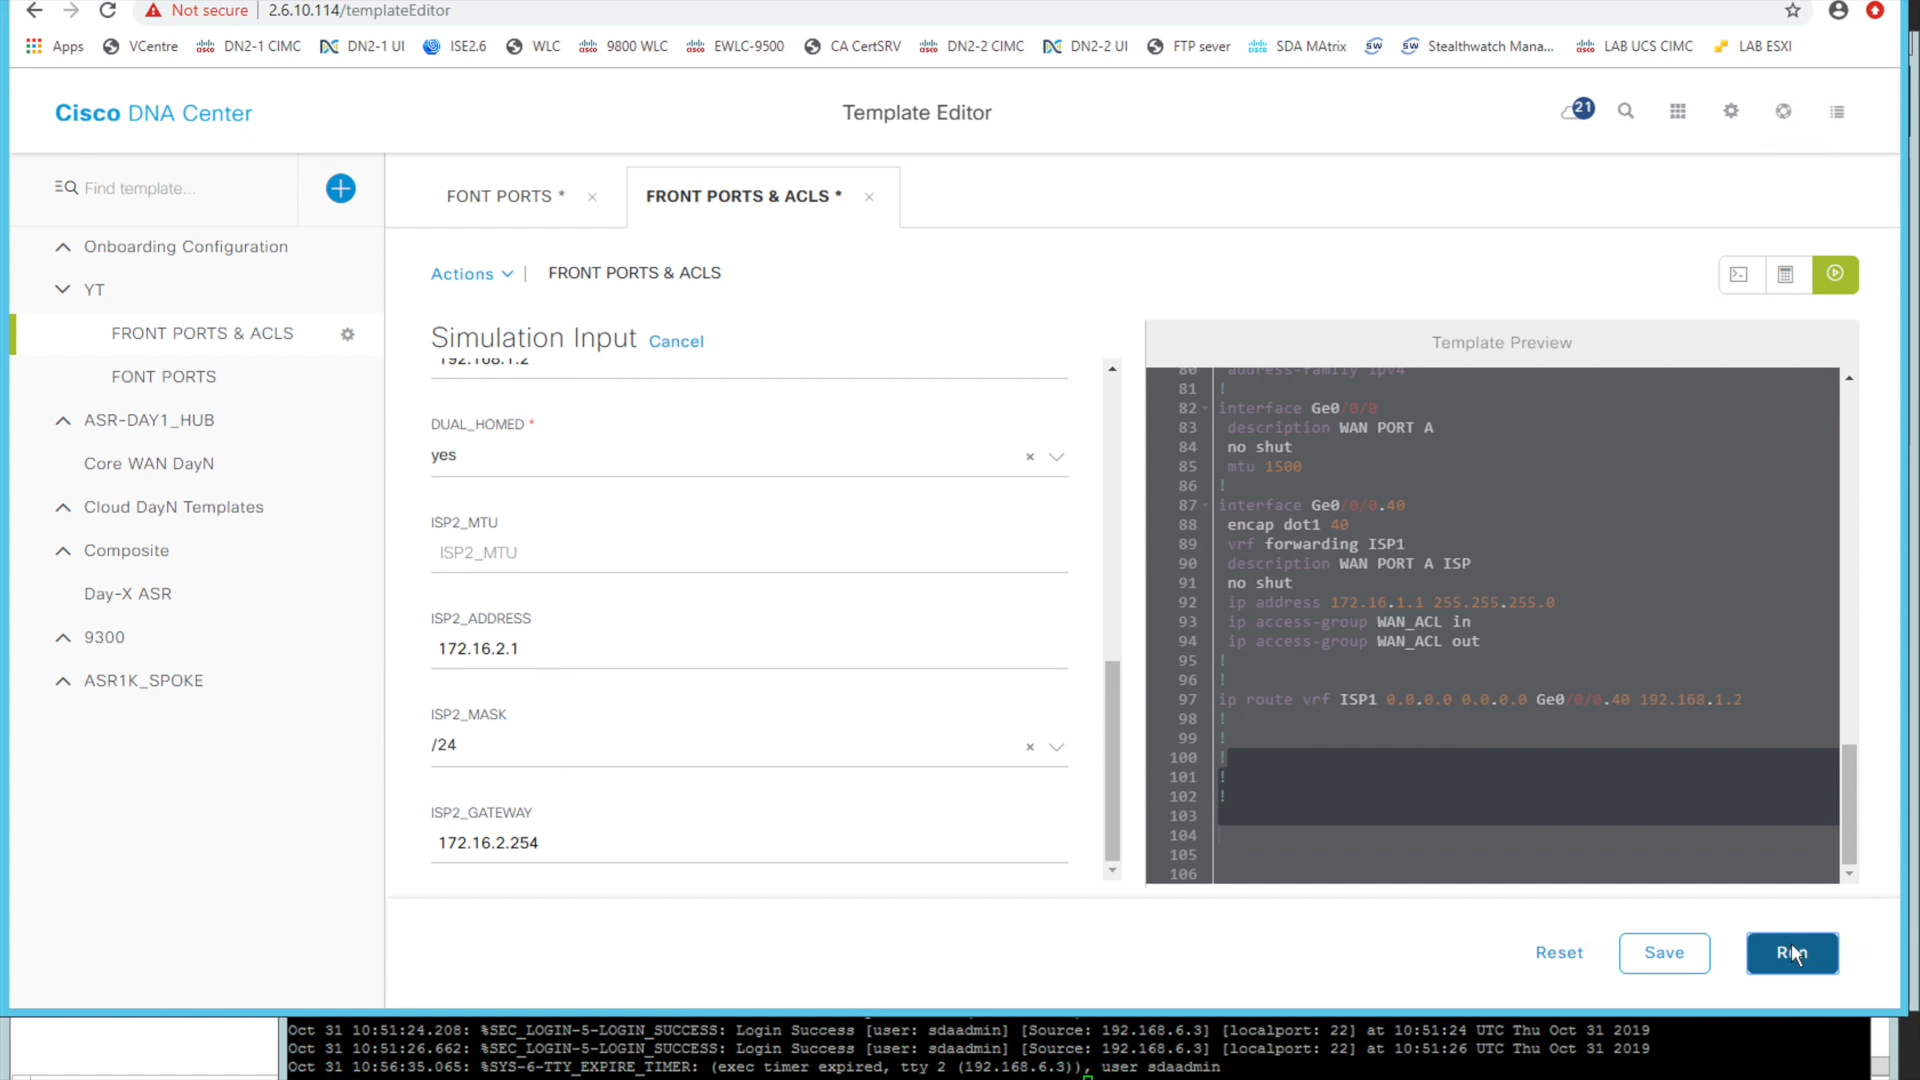 Not secure | 2.6.10.114/templateEditor
Apps VCentre DN2-1 CIMC DN2-1 UI ISE2.6 WLC 9800 WLC EWLC-9500 CA CertSRV DN2-2 CIMC DN2-2 UI FTP sever SDA MAtrix Stealthwatch Mana... LAB UCS CIMC LAB ESXI
Cisco DNA Center
Template Editor
21
Find template...
Onboarding Configuration
YT
FRONT PORTS & ACLS
FONT PORTS
ASR-DAY1_HUB
Core WAN DayN
Cloud DayN Templates
Composite
Day-X ASR
9300
ASR1K_SPOKE
FONT PORTS * ×
FRONT PORTS & ACLS * ×
Actions | FRONT PORTS & ACLS
Simulation Input Cancel
192.168.1.2
DUAL_HOMED *
yes
ISP2_MTU
ISP2_MTU
ISP2_ADDRESS
172.16.2.1
ISP2_MASK
/24
ISP2_GATEWAY
172.16.2.254
Template Preview
80 address-family ipv4
81 !
82 interface Ge0/0/0
83 description WAN PORT A
84 no shut
85 mtu 1500
86 !
87 interface Ge0/0/0.40
88 encap dot1 40
89 vrf forwarding ISP1
90 description WAN PORT A ISP
91 no shut
92 ip address 172.16.1.1 255.255.255.0
93 ip access-group WAN_ACL in
94 ip access-group WAN_ACL out
95 !
96 !
97 ip route vrf ISP1 0.0.0.0 0.0.0.0 Ge0/0/0.40 192.168.1.2
98 !
99 !
100 !
101 !
102 !
103
104
105
106
Reset Save Run
Oct 31 10:51:24.208: %SEC_LOGIN-5-LOGIN_SUCCESS: Login Success [user: sdaadmin] [Source: 192.168.6.3] [localport: 22] at 10:51:24 UTC Thu Oct 31 2019
Oct 31 10:51:26.662: %SEC_LOGIN-5-LOGIN_SUCCESS: Login Success [user: sdaadmin] [Source: 192.168.6.3] [localport: 22] at 10:51:26 UTC Thu Oct 31 2019
Oct 31 10:56:35.065: %SYS-6-TTY_EXPIRE_TIMER: (exec timer expired, tty 2 (192.168.6.3)), user sdaadmin